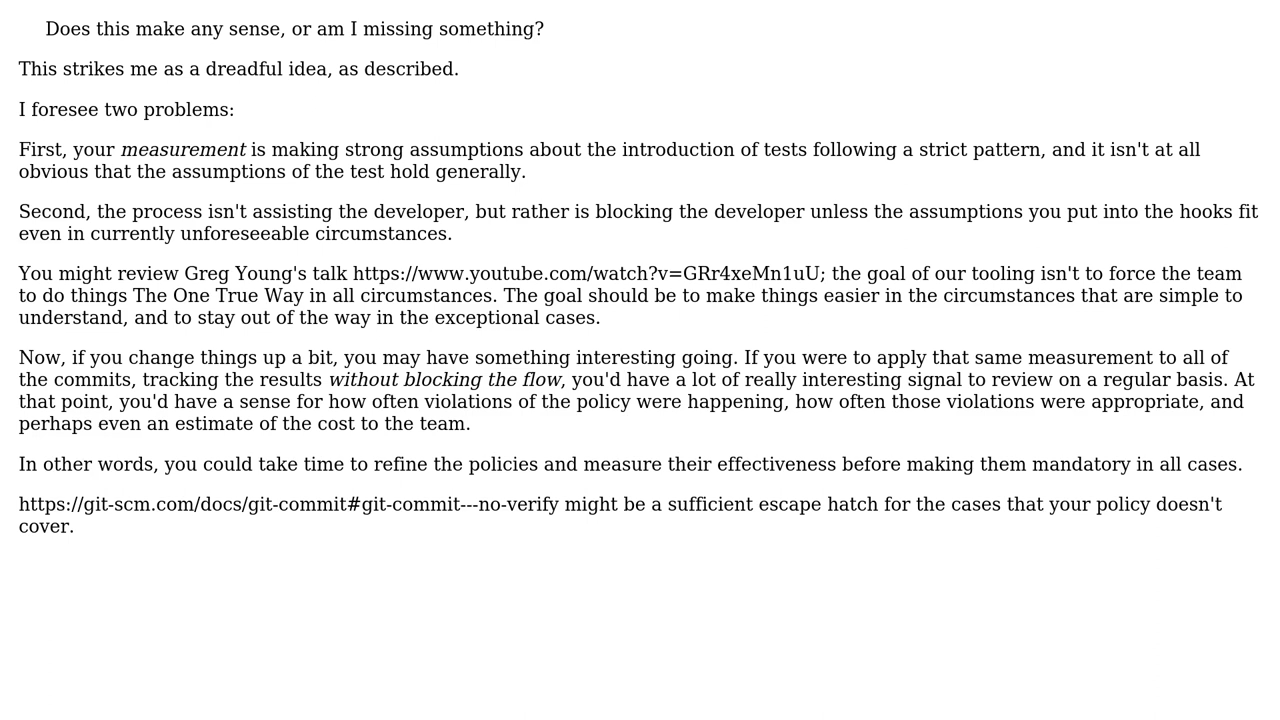 Does this make any sense, or am I missing something?
This strikes me as a dreadful idea, as described.
I foresee two problems:
First, your measurement is making strong assumptions about the introduction of tests following a strict pattern, and it isn't at all
obvious that the assumptions of the test hold generally.
Second, the process isn't assisting the developer, but rather is blocking the developer unless the assumptions you put into the hooks fit
even in currently unforeseeable circumstances.
You might review Greg Young's talk https://www.youtube.com/watch?v=GRr4xeMn1uU; the goal of our tooling isn't to force the team
to do things The One True Way in all circumstances. The goal should be to make things easier in the circumstances that are simple to
understand, and to stay out of the way in the exceptional cases.
Now, if you change things up a bit, you may have something interesting going. If you were to apply that same measurement to all of
the commits, tracking the results without blocking the flow, you'd have a lot of really interesting signal to review on a regular basis. At
that point, you'd have a sense for how often violations of the policy were happening, how often those violations were appropriate, and
perhaps even an estimate of the cost to the team.
In other words, you could take time to refine the policies and measure their effectiveness before making them mandatory in all cases.
https://git-scm.com/docs/git-commit#git-commit---no-verify might be a sufficient escape hatch for the cases that your policy doesn't
cover.